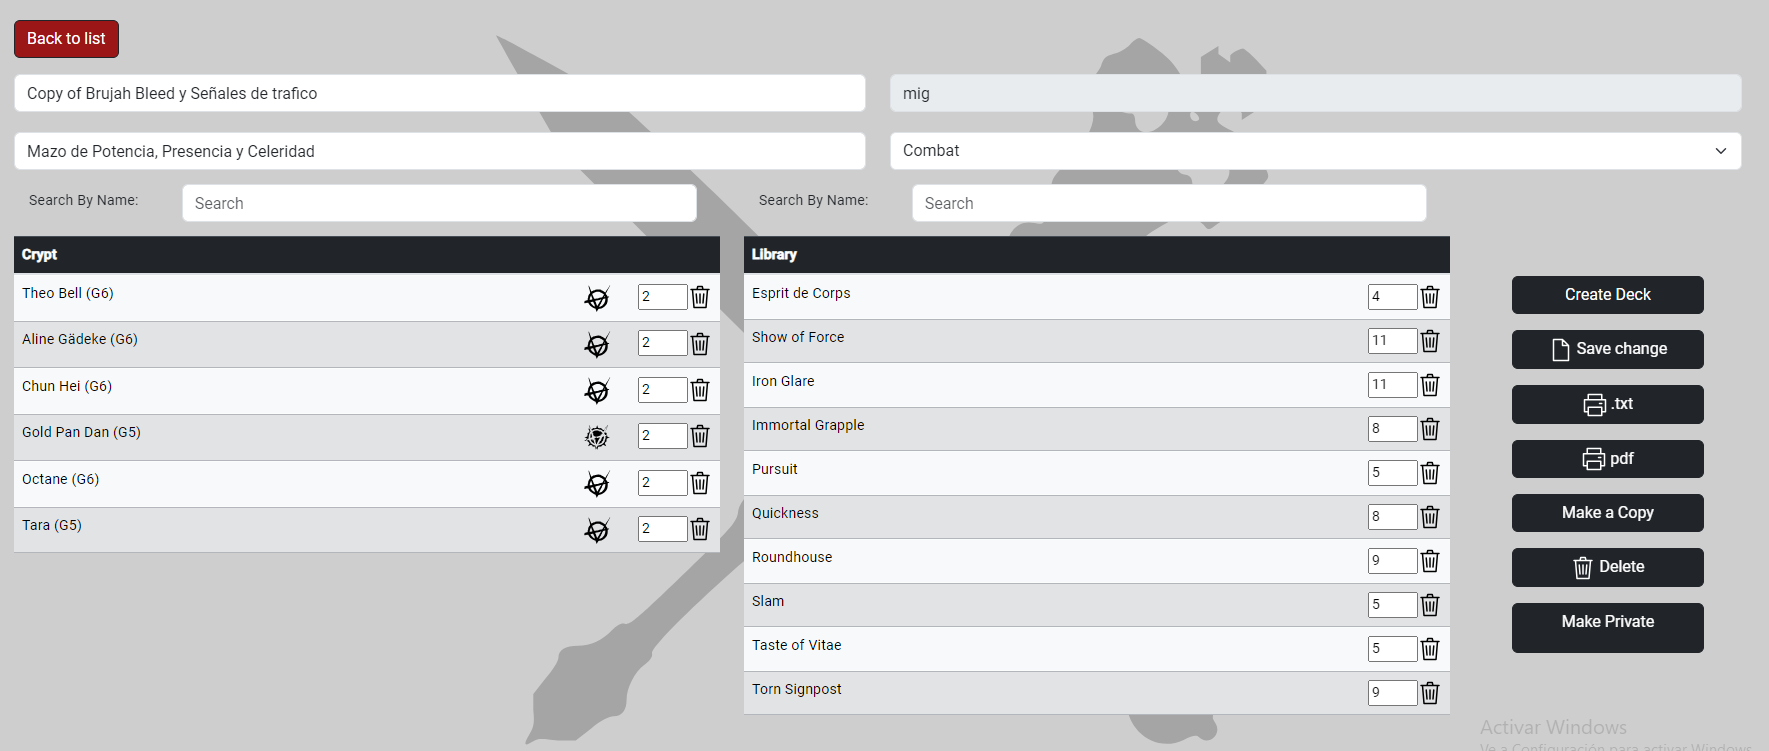 Back to list
Copy of Brujah Bleed y Señales de trafico
mig
Mazo de Potencia, Presencia y Celeridad
Combat
Search By Name:
Search
Search By Name:
Search
Crypt
Theo Bell (G6)
2
Aline Gädeke (G6)
2
Chun Hei (G6)
2
Gold Pan Dan (G5)
2
Octane (G6)
2
Tara (G5)
2
Library
Esprit de Corps
4
Show of Force
11
Iron Glare
11
Immortal Grapple
8
Pursuit
5
Quickness
8
Roundhouse
9
Slam
5
Taste of Vitae
5
Torn Signpost
9
Create Deck
Save change
.txt
pdf
Make a Copy
Delete
Make Private
Activar Windows
Ve a Configuración para activar Windows.